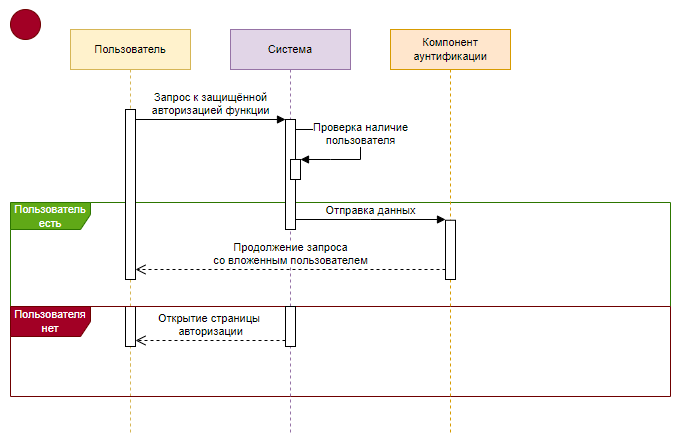 Пользователь
Система
Компонент
аунтификации
Запрос к защищённой
авторизацией функции
Проверка наличие
пользователя
Пользователь
есть
Отправка данных
Продолжение запроса
со вложенным пользователем
Пользователя
нет
Открытие страницы
авторизации